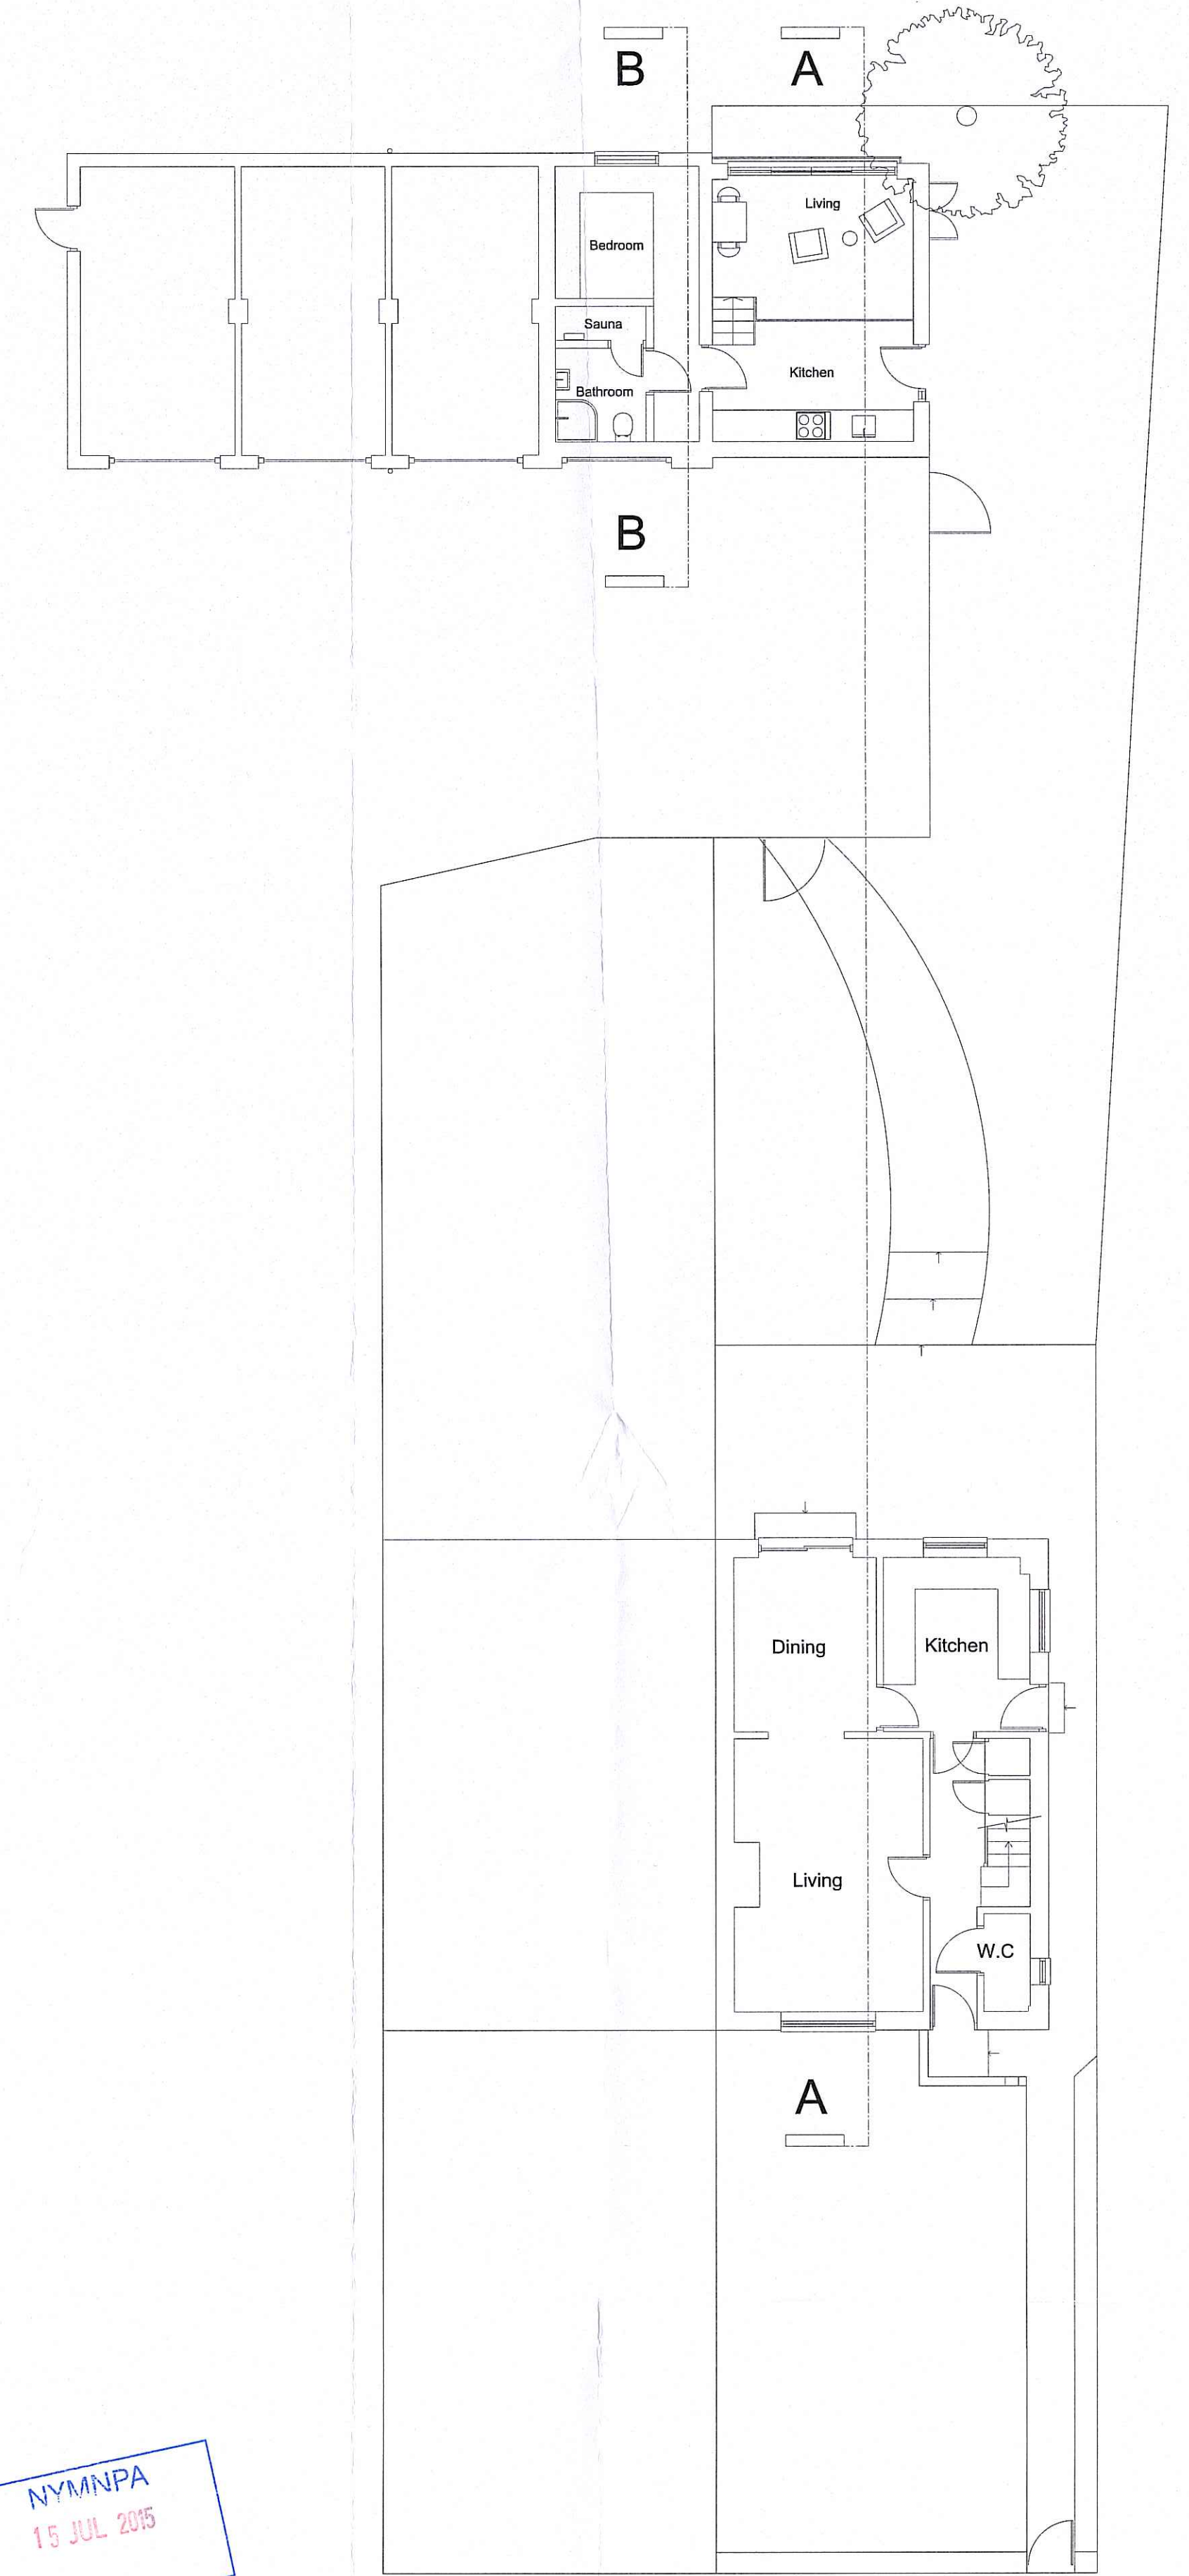 B
A
Living
Bedroom
Sauna
Kitchen
Bathroom
B
Dining
Kitchen
Living
W.C
A
NYMNPA
15 JUL 2015